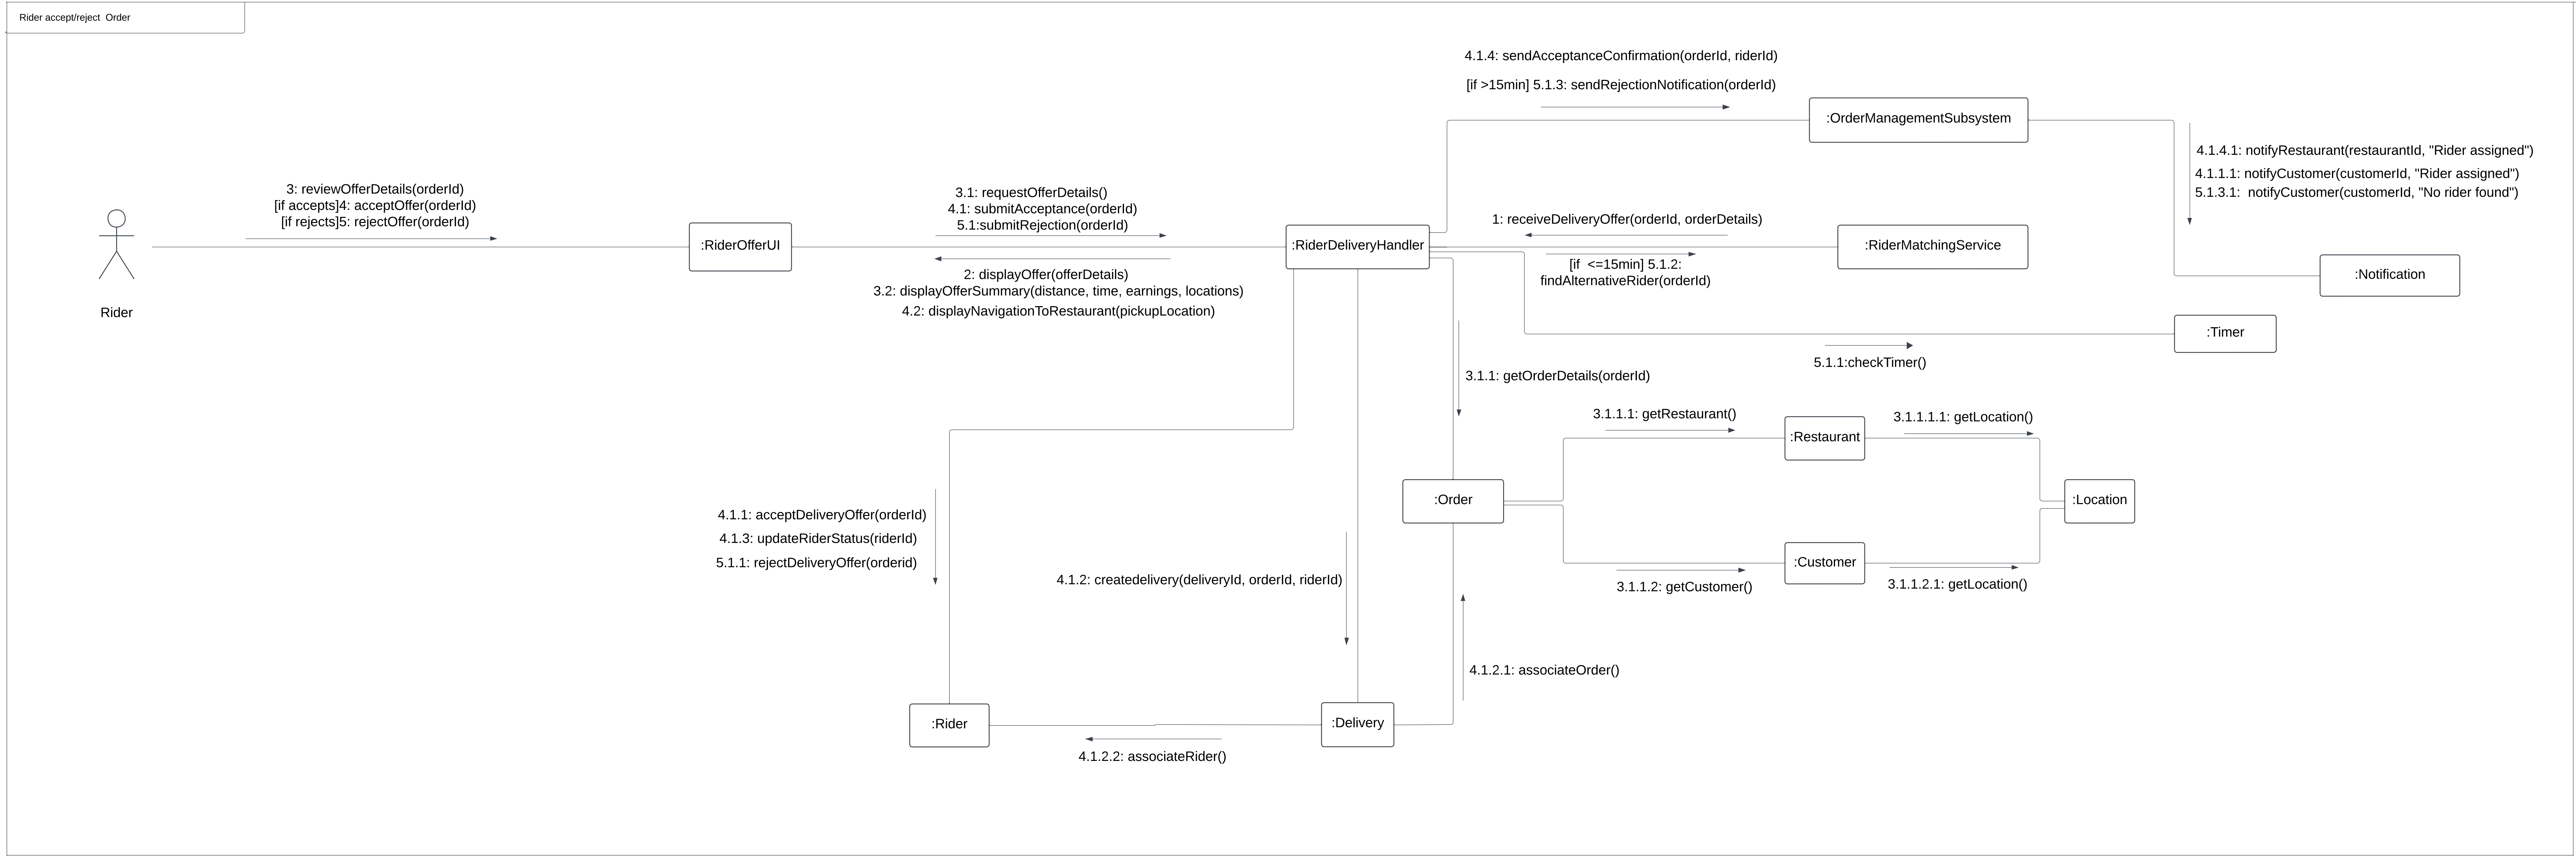 Rider accept/reject  Order
4.1.4: sendAcceptanceConfirmation(orderId, riderId)
[if >15min] 5.1.3: sendRejectionNotification(orderId)
:OrderManagementSubsystem
4.1.4.1: notifyRestaurant(restaurantId, "Rider assigned")
4.1.1.1: notifyCustomer(customerId, "Rider assigned")
5.1.3.1:  notifyCustomer(customerId, "No rider found")
3: reviewOfferDetails(orderId)
[if accepts]4: acceptOffer(orderId)
[if rejects]5: rejectOffer(orderId)
3.1: requestOfferDetails()
4.1: submitAcceptance(orderId)
5.1:submitRejection(orderId)
1: receiveDeliveryOffer(orderId, orderDetails)
:RiderOfferUI
:RiderDeliveryHandler
:RiderMatchingService
[if  <=15min] 5.1.2:
findAlternativeRider(orderId)
:Notification
2: displayOffer(offerDetails)
3.2: displayOfferSummary(distance, time, earnings, locations)
4.2: displayNavigationToRestaurant(pickupLocation)
Rider
:Timer
5.1.1:checkTimer()
3.1.1: getOrderDetails(orderId)
3.1.1.1: getRestaurant()
3.1.1.1.1: getLocation()
:Restaurant
:Order
:Location
4.1.1: acceptDeliveryOffer(orderId)
4.1.3: updateRiderStatus(riderId)
5.1.1: rejectDeliveryOffer(orderid)
:Customer
4.1.2: createdelivery(deliveryId, orderId, riderId)
3.1.1.2: getCustomer()
3.1.1.2.1: getLocation()
4.1.2.1: associateOrder()
:Rider
:Delivery
4.1.2.2: associateRider()